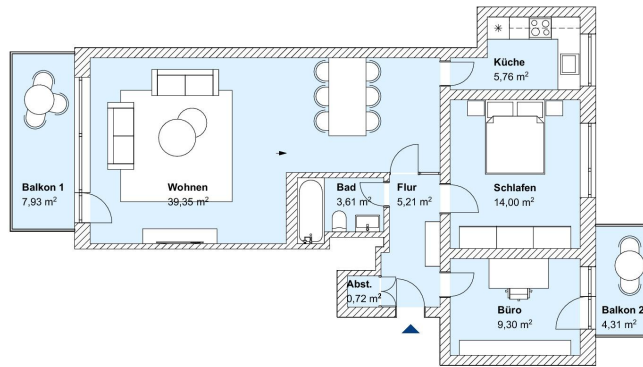 Küche
5,76 m²
Balkon 1
7,93 m²
Wohnen
39,35 m²
Bad
3,61 m²
Flur
5,21 m²
Schlafen
14,00 m²
Abst.
0,72 m²
Büro
9,30 m²
Balkon 2
4,31 m²